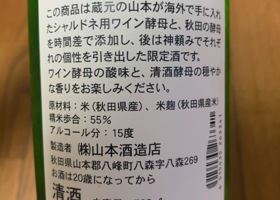 この商品は蔵元の山本が海外で手に入れ
たシャルドネ用ワイン酵母と、秋田の酵母
を時間差で添加し、後は神頼みでそれぞ
れの個性を引き出した限定酒です。
ワイン酵母の酸味と、清酒酵母の穏やか
な香りをお楽しみください。
原材料：米（秋田県産）、米麹（秋田県産米）
精米歩合：55%
アルコール分：15度
製造者 ㈱山本酒造店
秋田県山本郡八峰町八森字八森269
お酒は20歳になってから
清酒